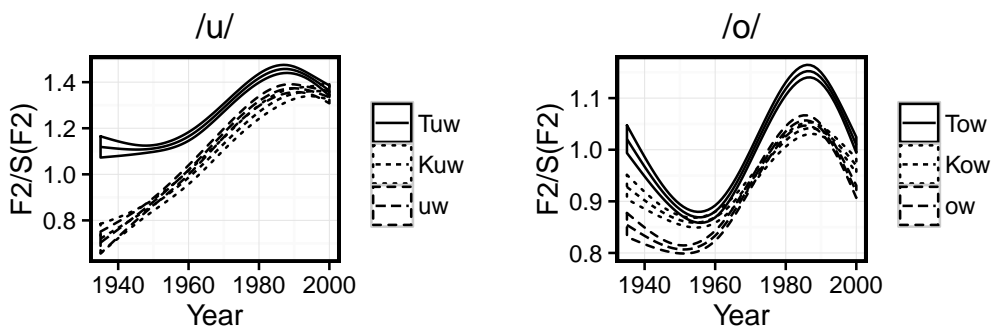 /u/
F2/S(F2)
1.4
1.2
1.0
0.8
1940 1960 1980 2000
Year
Tuw
Kuw
uw
/o/
F2/S(F2)
1.1
1.0
0.9
0.8
1940 1960 1980 2000
Year
Tow
Kow
ow